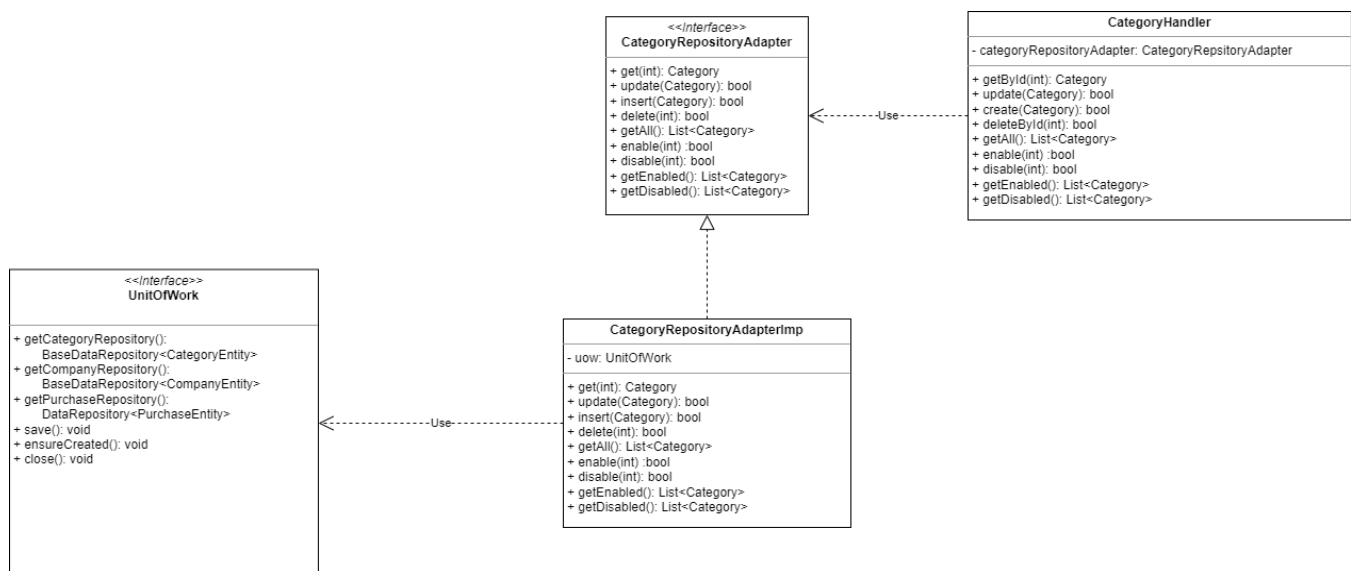 <<Interface>>
CategoryRepositoryAdapter
+ get(int): Category
+ update(Category): bool
+ insert(Category): bool
+ delete(int): bool
+ getAll(): List<Category>
+ enable(int) :bool
+ disable(int): bool
+ getEnabled(): List<Category>
+ getDisabled(): List<Category>
Use
CategoryHandler
- categoryRepositoryAdapter: CategoryRepsitoryAdapter
+ getById(int): Category
+ update(Category): bool
+ create(Category): bool
+ deleteById(int): bool
+ getAll(): List<Category>
+ enable(int) :bool
+ disable(int): bool
+ getEnabled(): List<Category>
+ getDisabled(): List<Category>
<<Interface>>
UnitOfWork
+ getCategoryRepository():
BaseDataRepository<CategoryEntity>
+ getCompanyRepository():
BaseDataRepository<CompanyEntity>
+ getPurchaseRepository():
DataRepository<PurchaseEntity>
+ save(): void
+ ensureCreated(): void
+ close(): void
Use
CategoryRepositoryAdapterImp
- uow: UnitOfWork
+ get(int): Category
+ update(Category): bool
+ insert(Category): bool
+ delete(int): bool
+ getAll(): List<Category>
+ enable(int) :bool
+ disable(int): bool
+ getEnabled(): List<Category>
+ getDisabled(): List<Category>